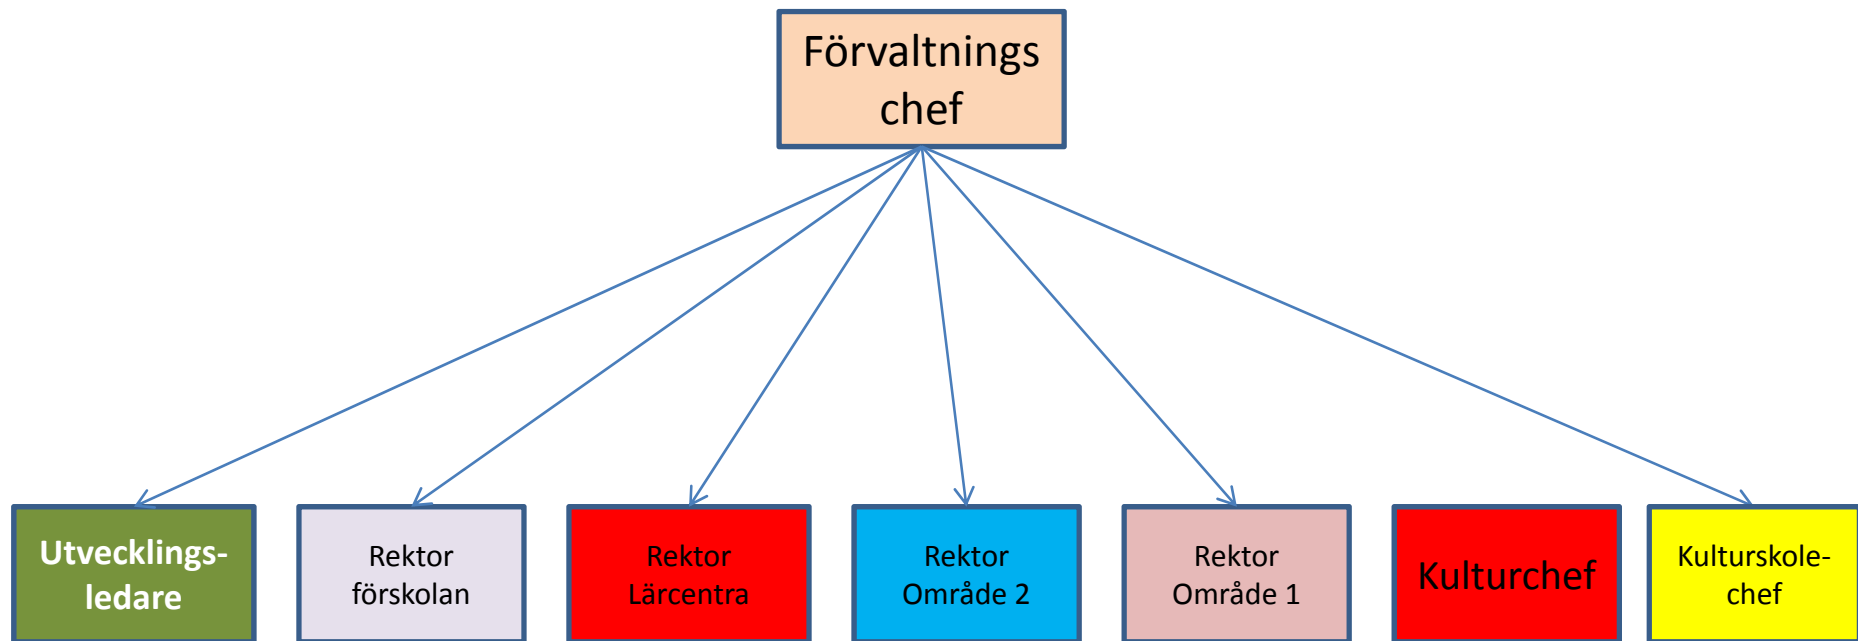 Förvaltnings
chef
Utvecklings-
ledare
Rektor
förskolan
Rektor
Lärcentra
Rektor
Område 2
Rektor
Område 1
Kulturchef
Kulturskole-
chef